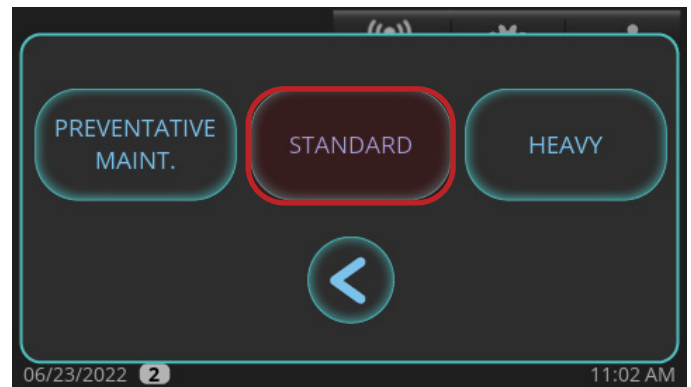 PREVENTATIVE
MAINT.
STANDARD
HEAVY
06/23/2022 2
11:02 AM